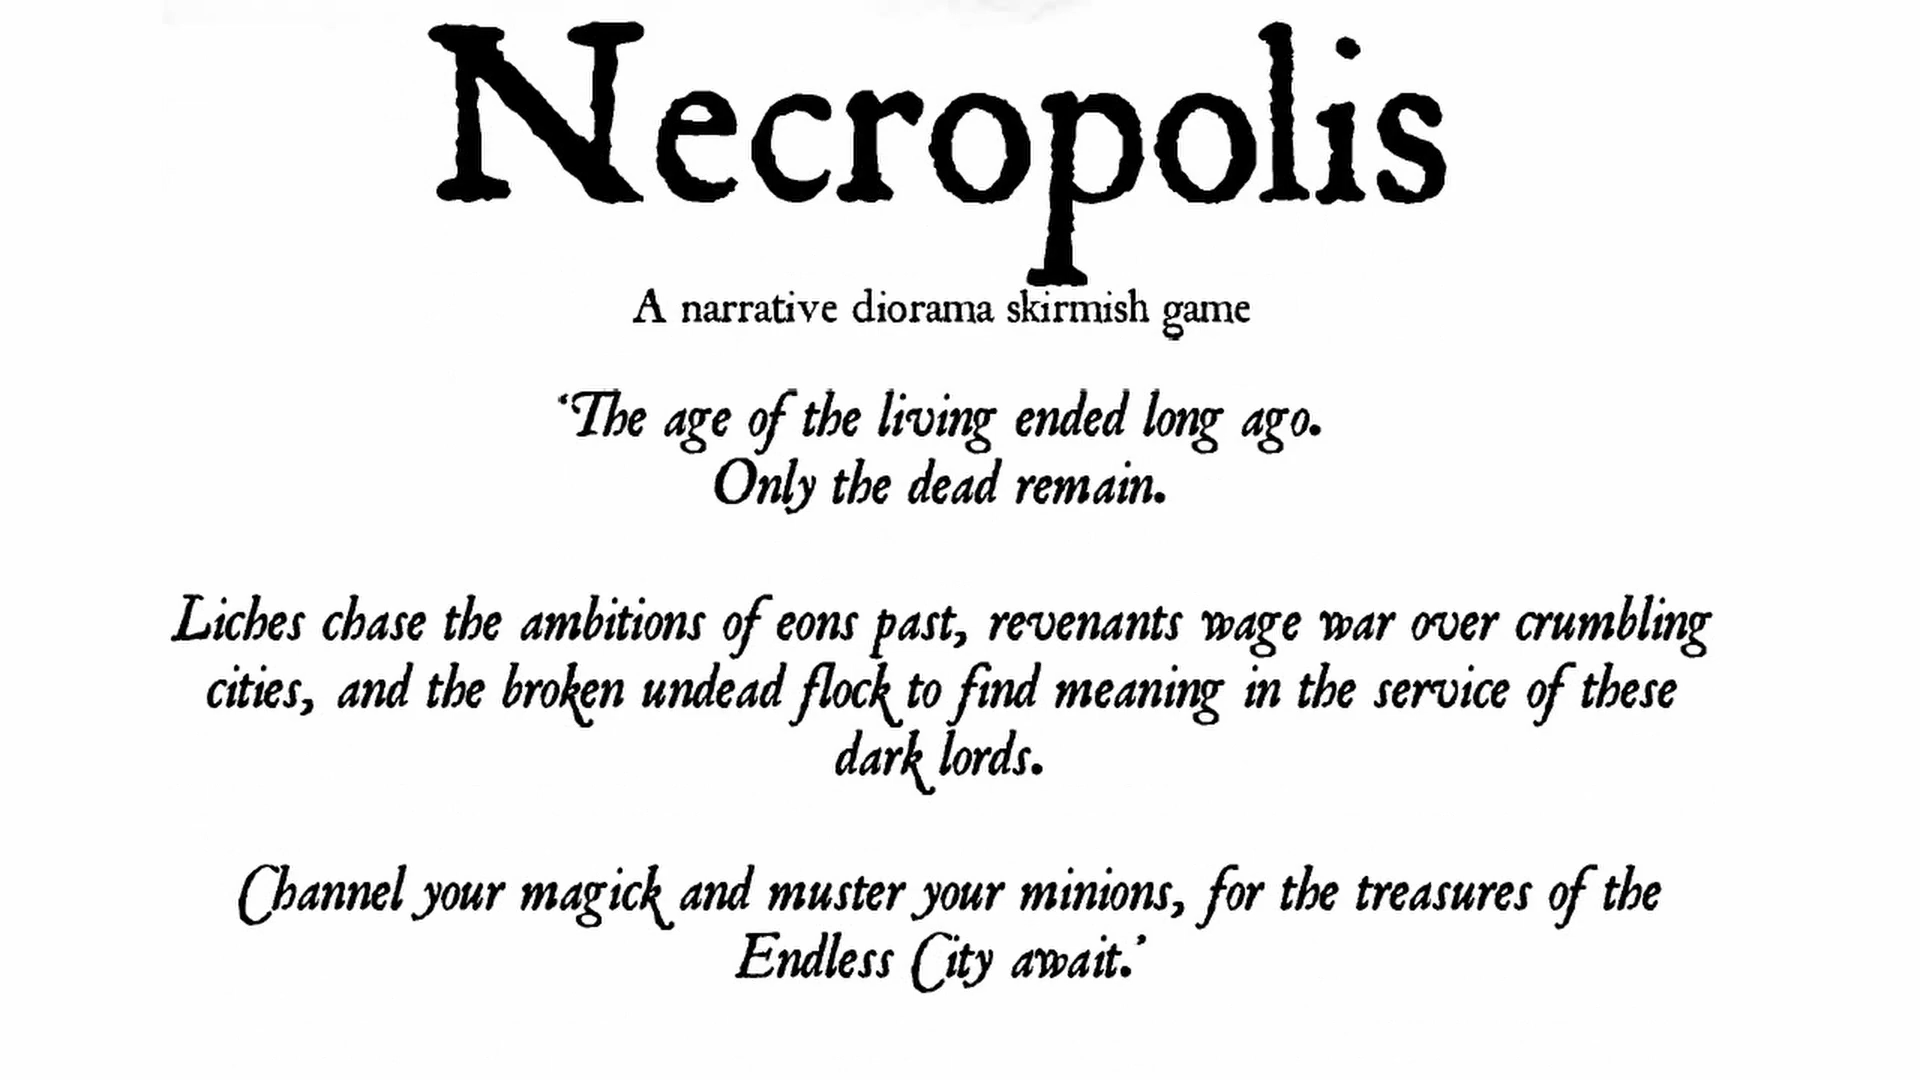 Necropolis
A narrative diorama skirmish game
‘The age of the living ended long ago.
Only the dead remain.
Liches chase the ambitions of eons past, revenants wage war over crumbling
cities, and the broken undead flock to find meaning in the service of these
dark lords.
Channel your magick and muster your minions, for the treasures of the
Endless City await.’